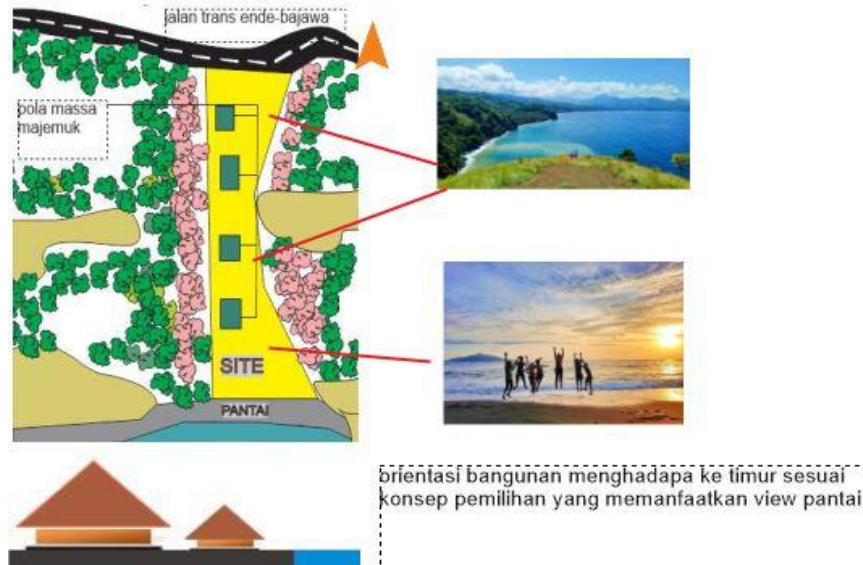 jalan trans ende-bajawa
pola massa
majemuk
SITE
PANTAI
orientasi bangunan menghadapa ke timur sesuai
konsep pemilihan yang memanfaatkan view pantai